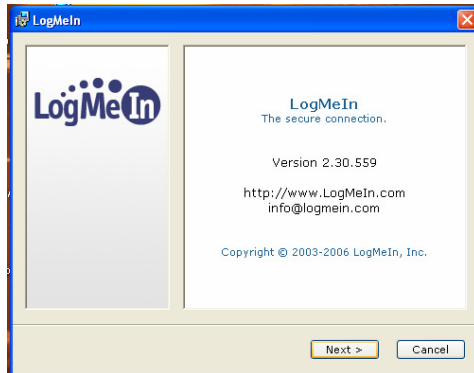 LogMeIn
LogMeIn
LogMeIn
The secure connection.
Version 2.30.559
http://www.LogMeIn.com
info@logmein.com
Copyright © 2003-2006 LogMeIn, Inc.
Next >
Cancel